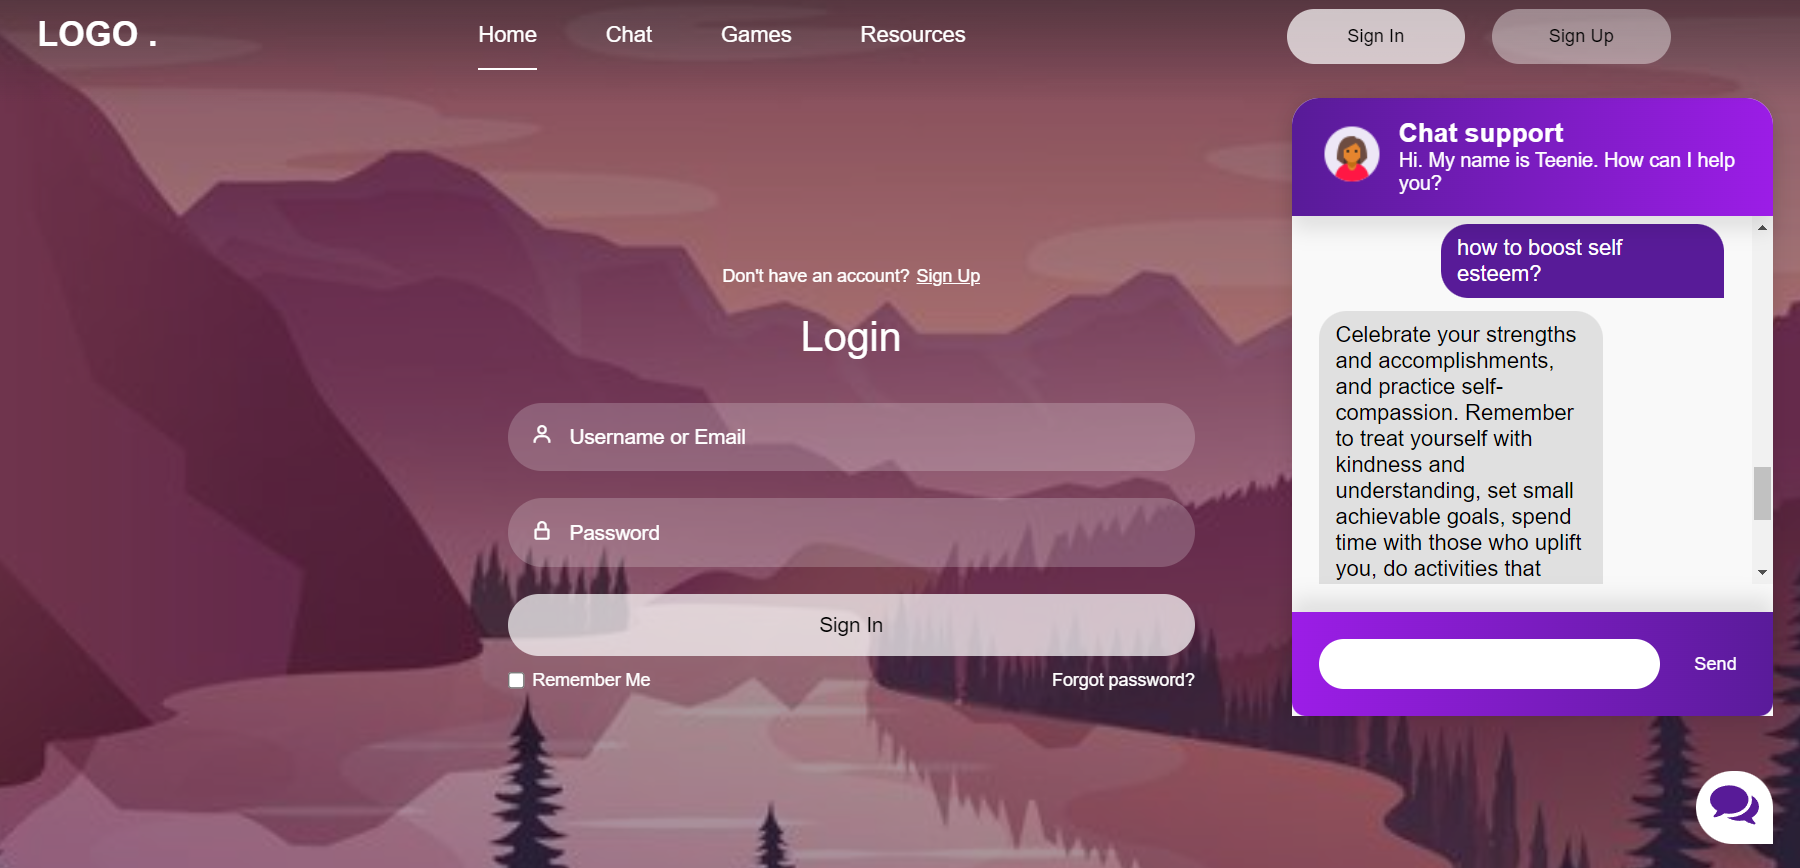 LOGO .
Home
Chat
Games
Resources
Sign In
Sign Up
Don't have an account? Sign Up
Login
Username or Email
Password
Sign In
Remember Me
Forgot password?
Chat support
Hi. My name is Teenie. How can I help
you?
how to boost self
esteem?
Celebrate your strengths
and accomplishments,
and practice self-
compassion. Remember
to treat yourself with
kindness and
understanding, set small
achievable goals, spend
time with those who uplift
you, do activities that
Send